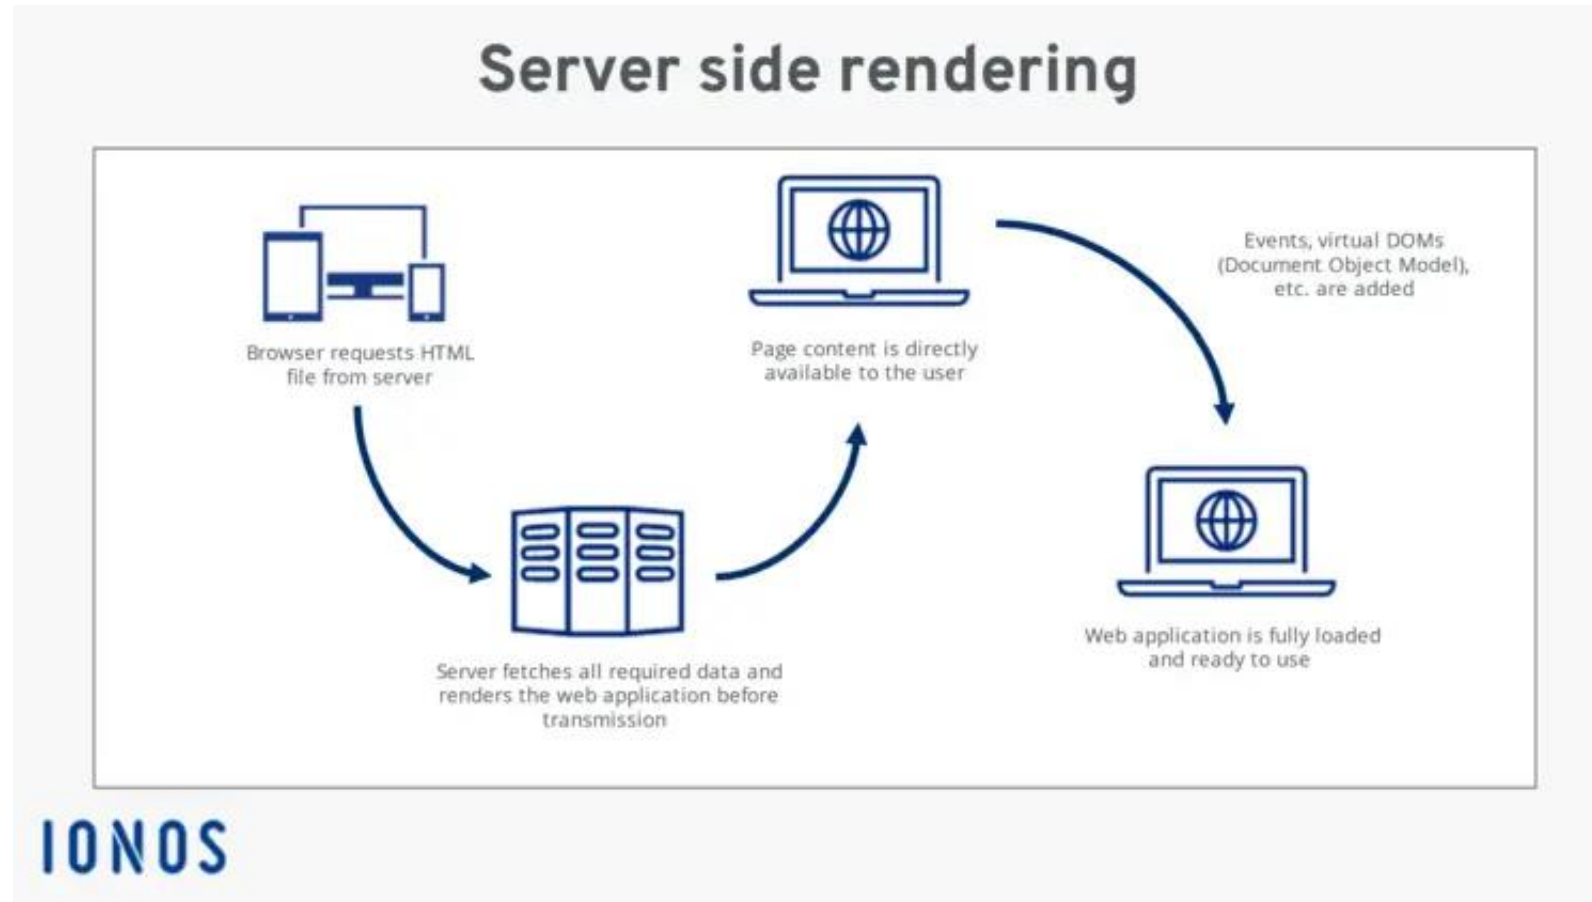 Server side rendering
Browser requests HTML
file from server
Server fetches all required data and
renders the web application before
transmission
Page content is directly
available to the user
Events, virtual DOMs
(Document Object Model),
etc. are added
Web application is fully loaded
and ready to use
IONOS